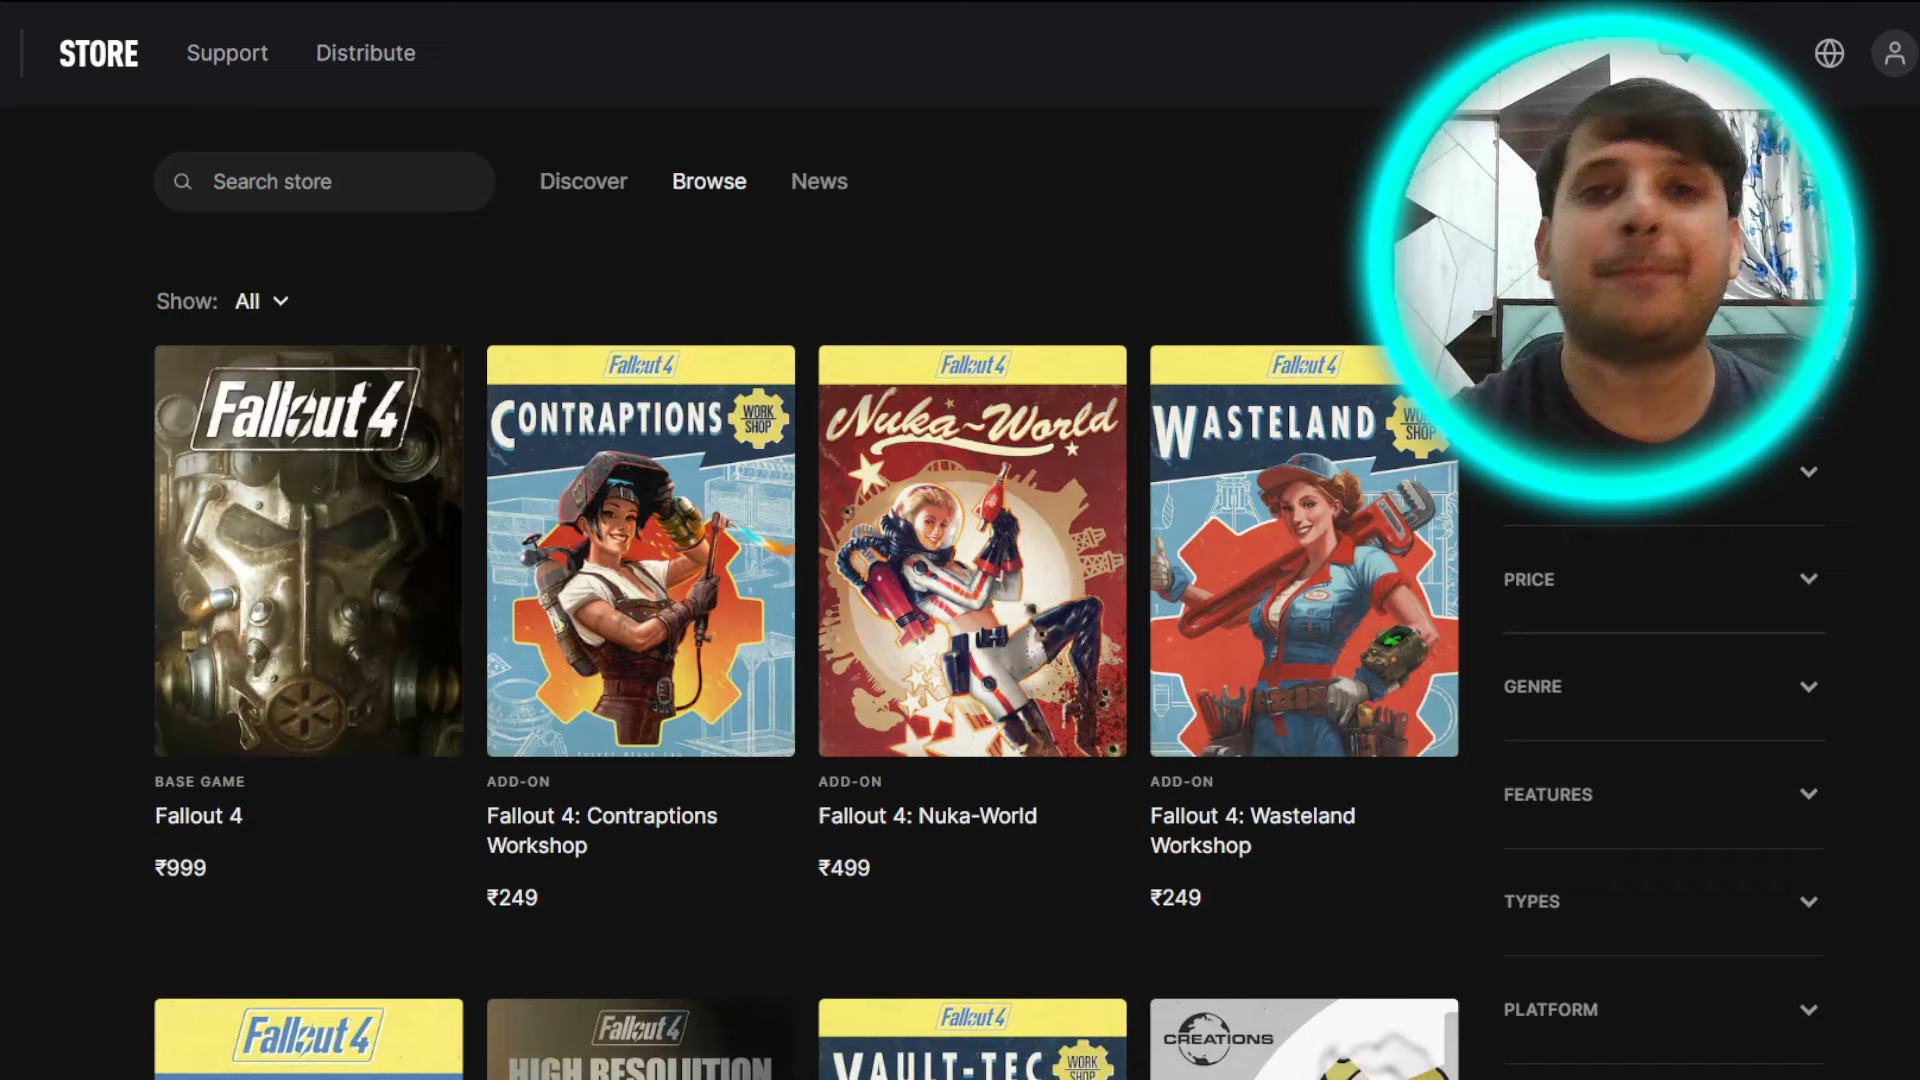 STORE
Support
Distribute
Search store
Discover
Browse
News
Show: All
Fallout 4
Fallout 4
CONTRAPTIONS
WORK
SHOP
Fallout 4
Nuka-World
Fallout 4
WASTELAND
SHOP
PRICE
GENRE
FEATURES
TYPES
PLATFORM
BASE GAME
Fallout 4
₹999
ADD-ON
Fallout 4: Contraptions
Workshop
₹249
ADD-ON
Fallout 4: Nuka-World
₹499
ADD-ON
Fallout 4: Wasteland
Workshop
₹249
Fallout 4
Fallout 4
HIGH RESOLUTION
Fallout 4
VAULT-TEC
WORK
SHOP
CREATIONS